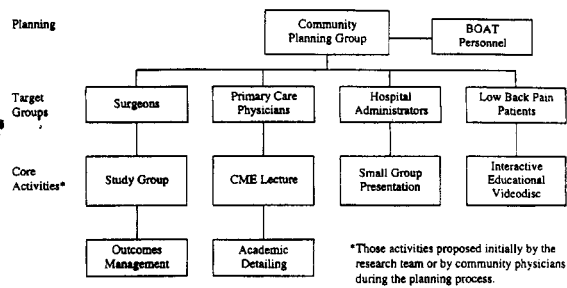 Planning
Community
Planning Group
BOAT
Personnel
Target
Groups
Surgeons
Primary Care
Physicians
Hospital
Administrators
Low Back Pain
Patients
Core
Activities*
Study Group
CME Lecture
Small Group
Presentation
Interactive
Educational
Videodisc
Outcomes
Management
Academic
Detailing
*Those activities proposed initially by the
research team or by community physicians
during the planning process.